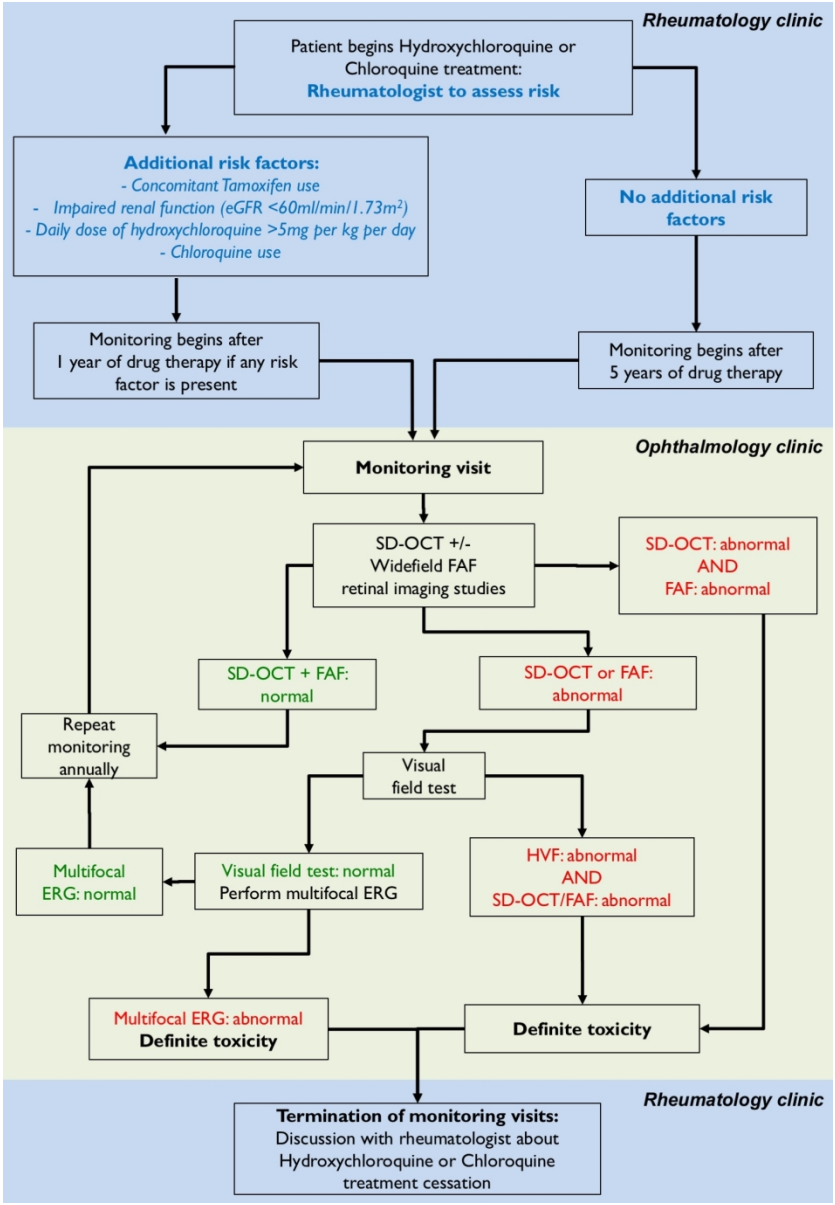 Rheumatology clinic
Patient begins Hydroxychloroquine or
Chloroquine treatment:
Rheumatologist to assess risk
Additional risk factors:
- Concomitant Tamoxifen use
- Impaired renal function (eGFR <60ml/min/1.73m²)
- Daily dose of hydroxychloroquine >5mg per kg per day
- Chloroquine use
No additional risk
factors
Monitoring begins after
1 year of drug therapy if any risk
factor is present
Monitoring begins after
5 years of drug therapy
Ophthalmology clinic
Monitoring visit
SD-OCT +/-
Widefield FAF
retinal imaging studies
SD-OCT: abnormal
AND
FAF: abnormal
SD-OCT + FAF:
normal
SD-OCT or FAF:
abnormal
Repeat
monitoring
annually
Visual
field test
Multifocal
ERG: normal
Visual field test: normal
Perform multifocal ERG
HVF: abnormal
AND
SD-OCT/FAF: abnormal
Multifocal ERG: abnormal
Definite toxicity
Definite toxicity
Rheumatology clinic
Termination of monitoring visits:
Discussion with rheumatologist about
Hydroxychloroquine or Chloroquine
treatment cessation